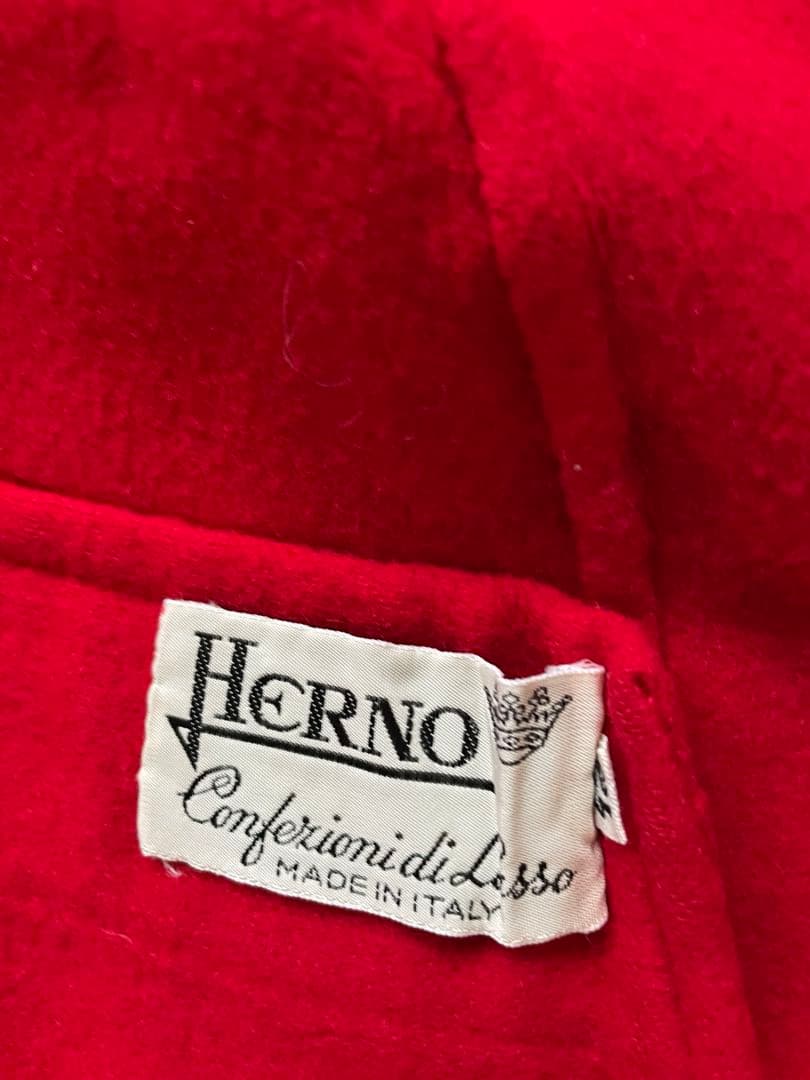 HERNO
Confezioni di Lusso
MADE IN ITALY